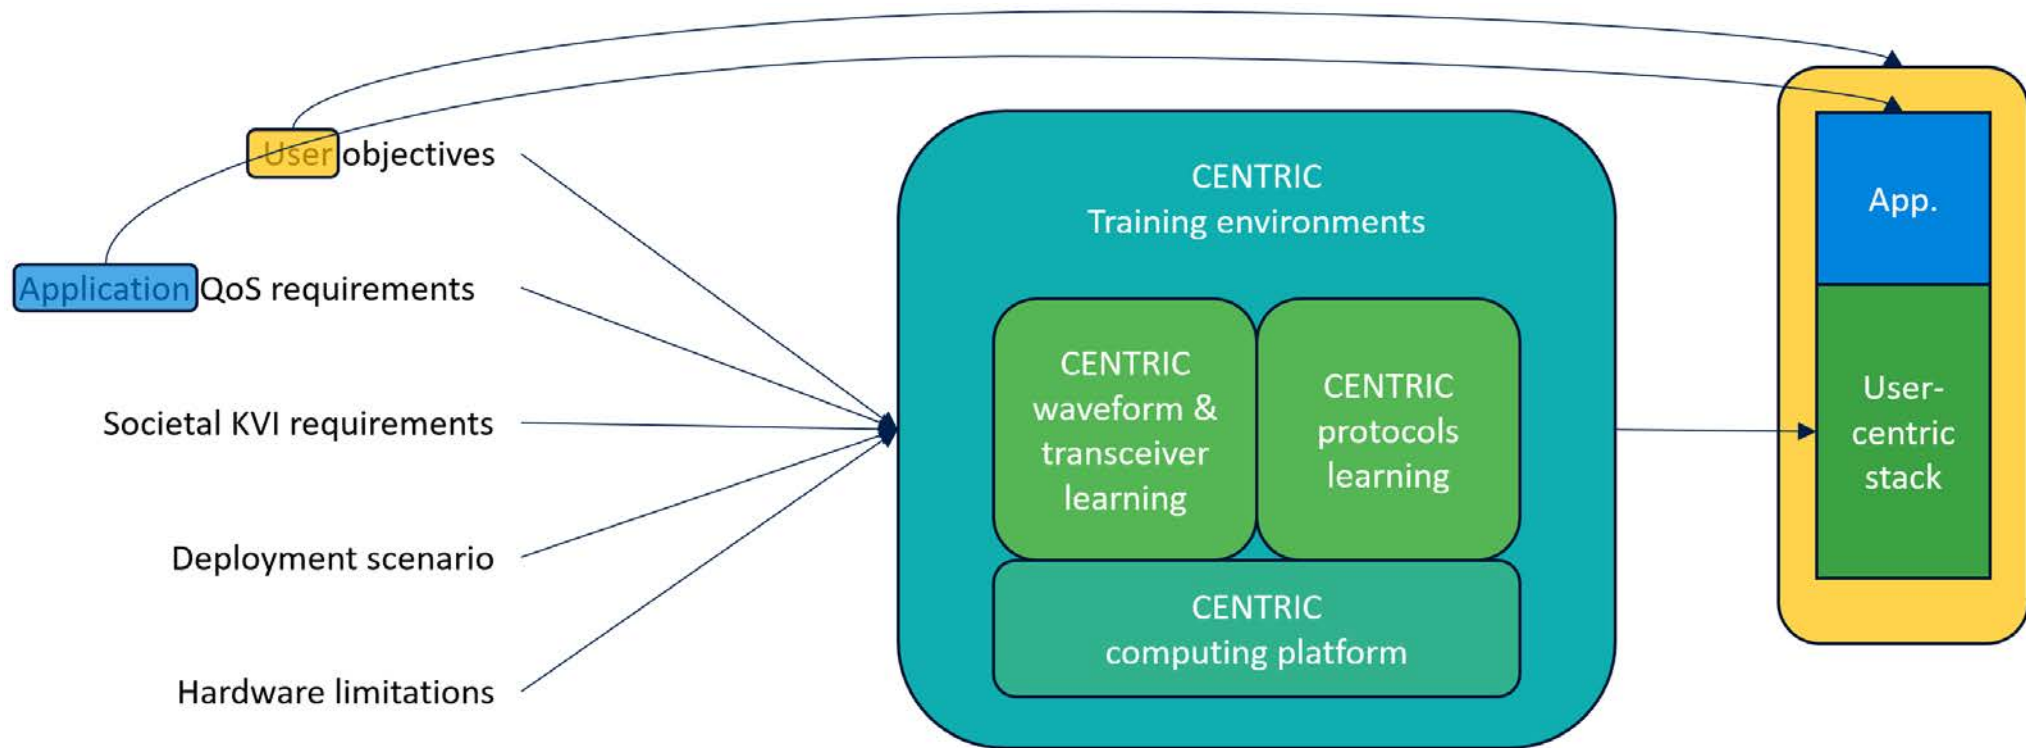 User objectives
Application QoS requirements
Societal KVI requirements
Deployment scenario
Hardware limitations
CENTRIC
Training environments
CENTRIC
waveform &
transceiver
learning
CENTRIC
protocols
learning
CENTRIC
computing platform
App.
User-
centric
stack